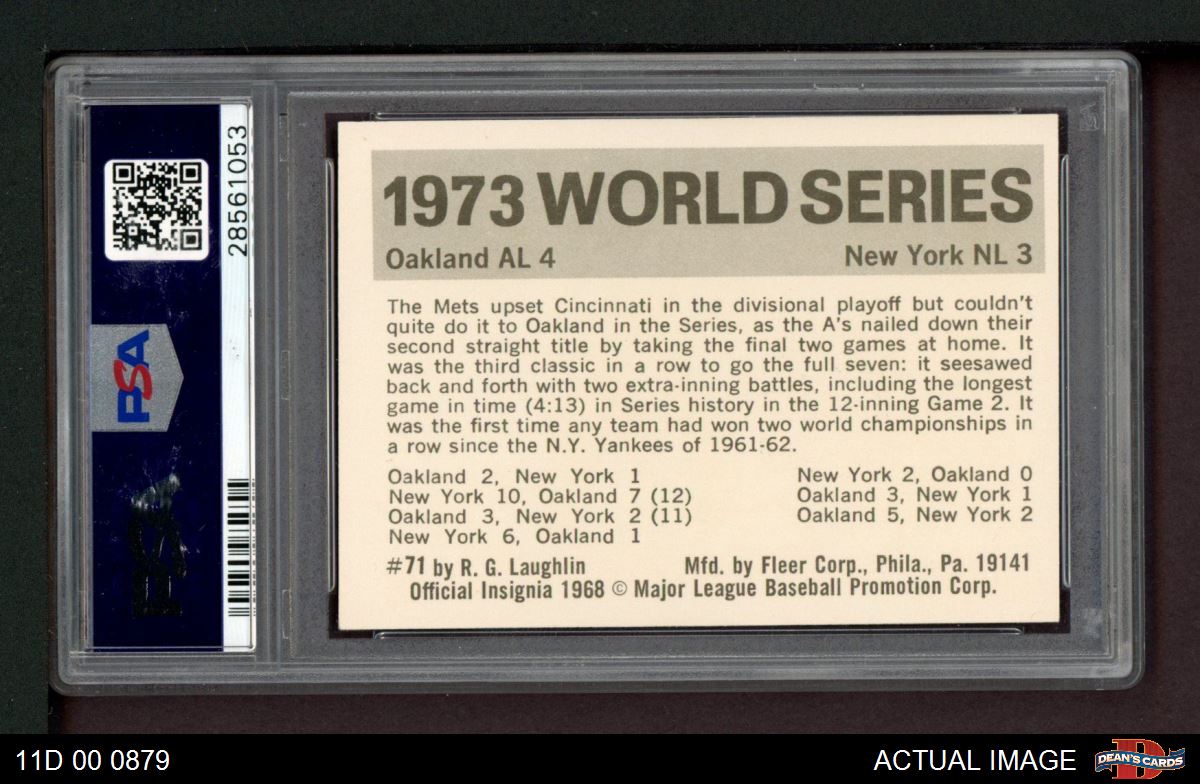 28561053
PSA
1973 WORLD SERIES
Oakland AL 4 New York NL 3
The Mets upset Cincinnati in the divisional playoff but couldn't
quite do it to Oakland in the Series, as the A's nailed down their
second straight title by taking the final two games at home. It
was the third classic in a row to go the full seven: it seesawed
back and forth with two extra-inning battles, including the longest
game in time (4:13) in Series history in the 12-inning Game 2. It
was the first time any team had won two world championships in
a row since the N.Y. Yankees of 1961-62.
Oakland 2, New York 1
New York 10, Oakland 7 (12)
Oakland 3, New York 2 (11)
New York 6, Oakland 1
New York 2, Oakland 0
Oakland 3, New York 1
Oakland 5, New York 2
#71 by R. G. Laughlin Mfd. by Fleer Corp., Phila., Pa. 19141
Official Insignia 1968 © Major League Baseball Promotion Corp.
11D 00 0879
ACTUAL IMAGE
D
DEAN'S CARDS